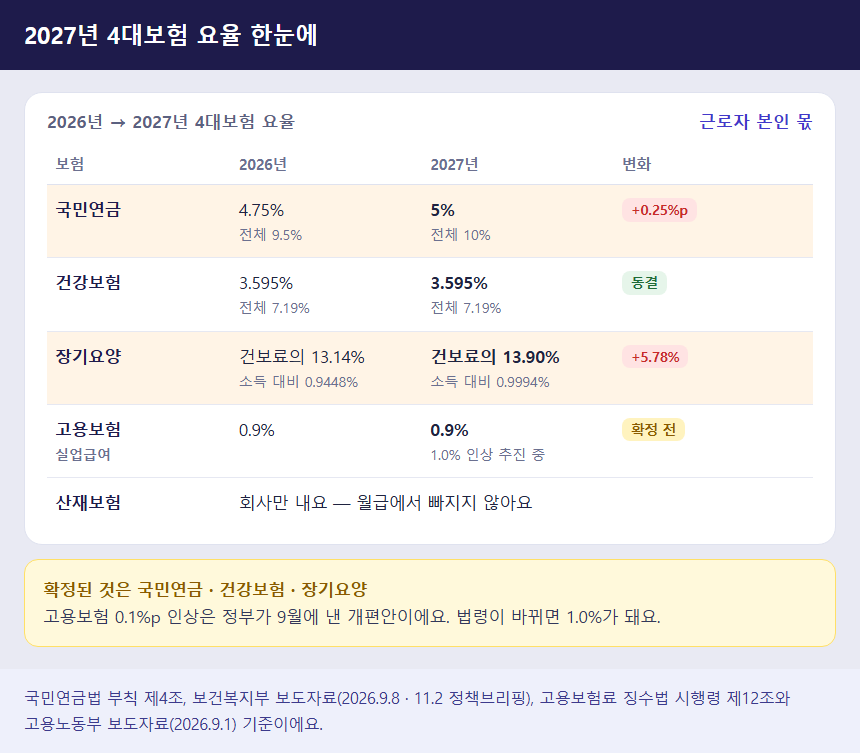 2027년 4대보험 요율 한눈에
2026년 → 2027년 4대보험 요율 근로자 본인 몫
보험 2026년 2027년 변화
국민연금 4.75% 5% +0.25%p
전체 9.5% 전체 10%
건강보험 3.595% 3.595% 동결
전체 7.19% 전체 7.19%
장기요양 건보료의 13.14% 건보료의 13.90% +5.78%
소득 대비 0.9448% 소득 대비 0.9994%
고용보험 0.9% 0.9% 확정 전
실업급여 1.0% 인상 추진 중
산재보험 회사만 내요 — 월급에서 빠지지 않아요
확정된 것은 국민연금 · 건강보험 · 장기요양
고용보험 0.1%p 인상은 정부가 9월에 낸 개편안이에요. 법령이 바뀌면 1.0%가 돼요.
국민연금법 부칙 제4조, 보건복지부 보도자료(2026.9.8 · 11.2 정책브리핑), 고용보험료 징수법 시행령 제12조와
고용노동부 보도자료(2026.9.1) 기준이에요.